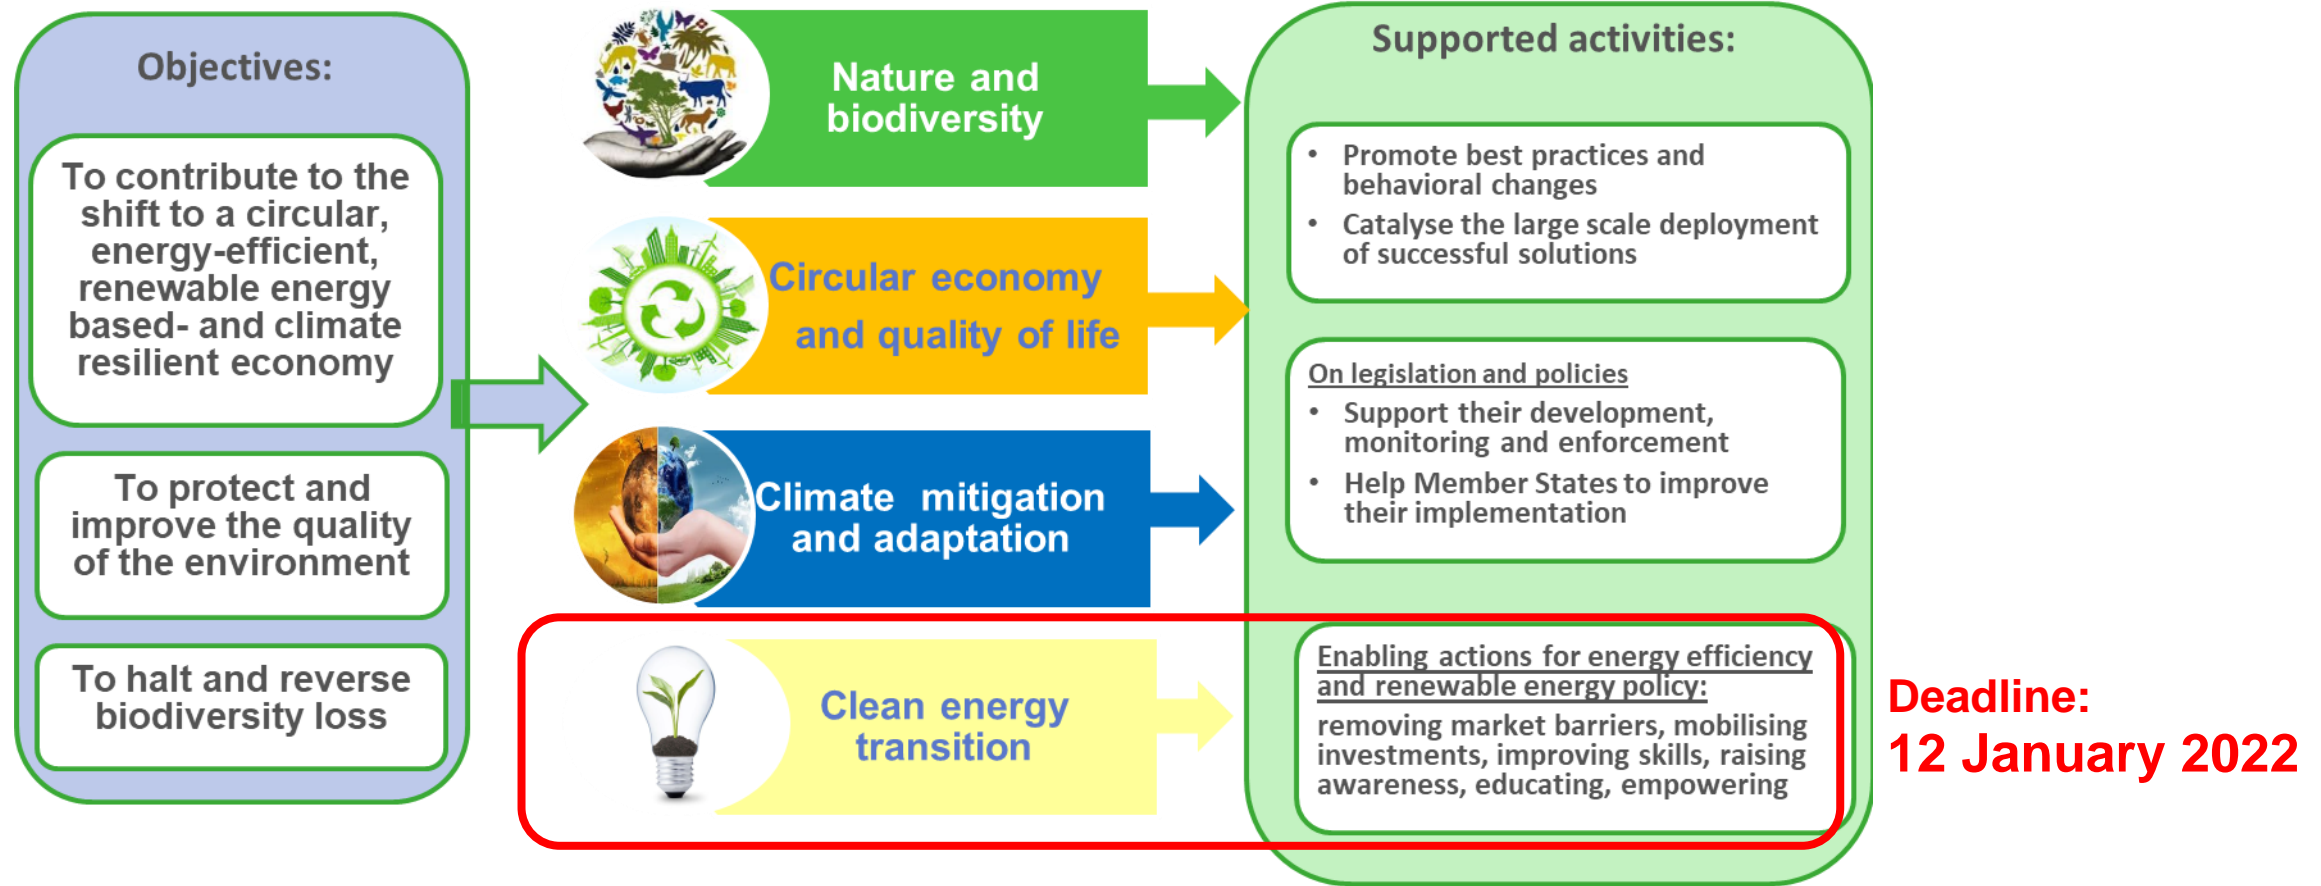 Objectives:
To contribute to the
shift to a circular,
energy-efficient,
renewable energy
based- and climate
resilient economy
To protect and
improve the quality
of the environment
To halt and reverse
biodiversity loss
Nature and
biodiversity
Circular economy
and quality of life
Climate mitigation
and adaptation
Clean energy
transition
Supported activities:
• Promote best practices and
behavioral changes
• Catalyse the large scale deployment
of successful solutions
On legislation and policies
• Support their development,
monitoring and enforcement
• Help Member States to improve
their implementation
Enabling actions for energy efficiency
and renewable energy policy:
removing market barriers, mobilising
investments, improving skills, raising
awareness, educating, empowering
Deadline:
12 January 2022